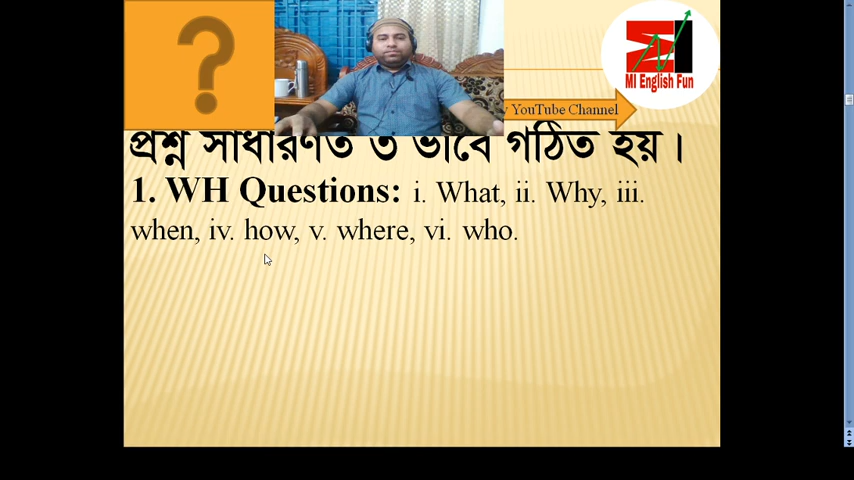 MI English Fun
YouTube Channel
প্রশ্ন সাধারণত ৩ ভাবে গঠিত হয়।
1. WH Questions: i. What, ii. Why, iii.
when, iv. how, v. where, vi. who.